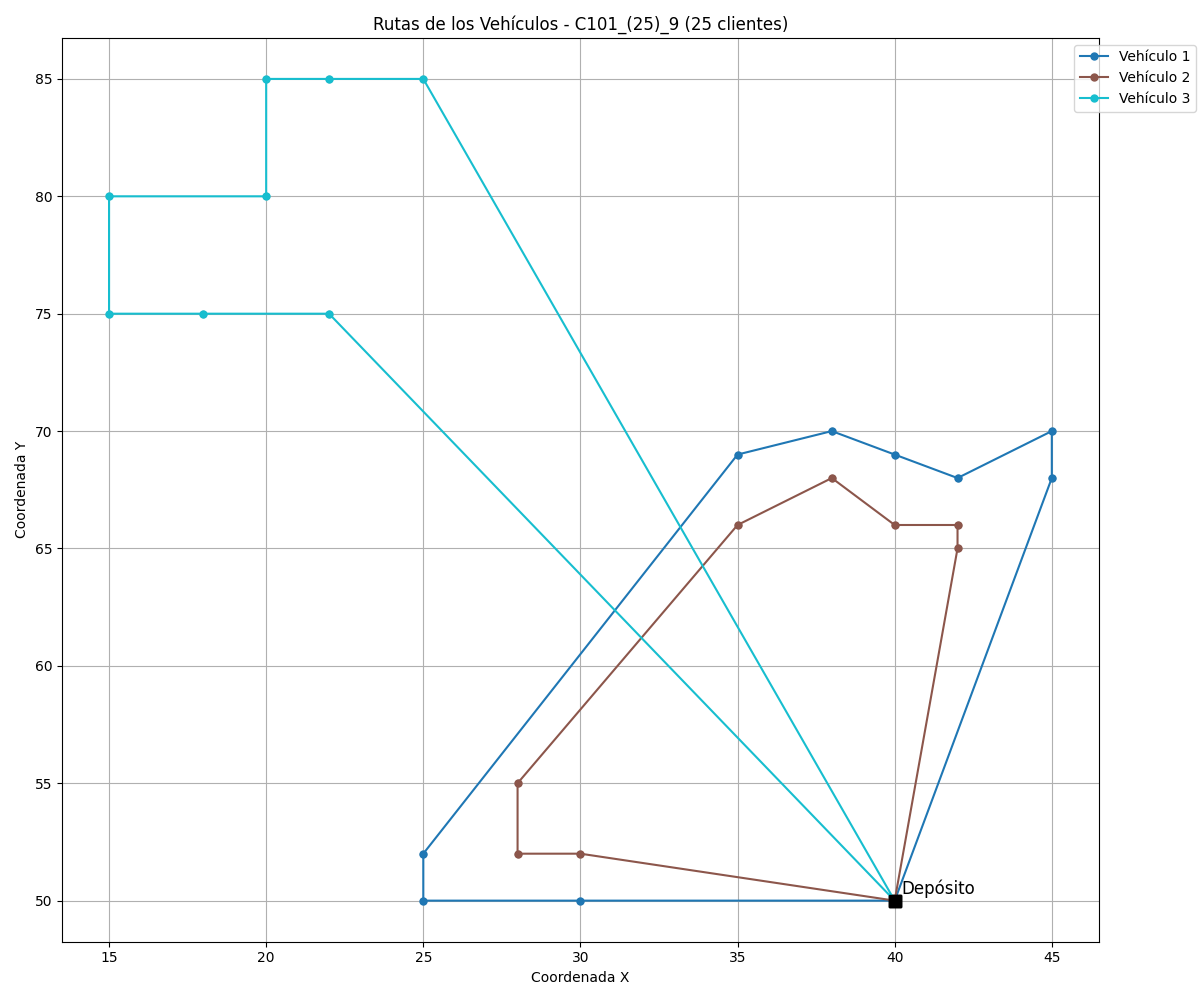 Rutas de los Vehículos - C101_(25)_9 (25 clientes)
Vehículo 1
Vehículo 2
Vehículo 3
Coordenada Y
85
80
75
70
65
60
55
50
Depósito
15 20 25 30 35 40 45
Coordenada X